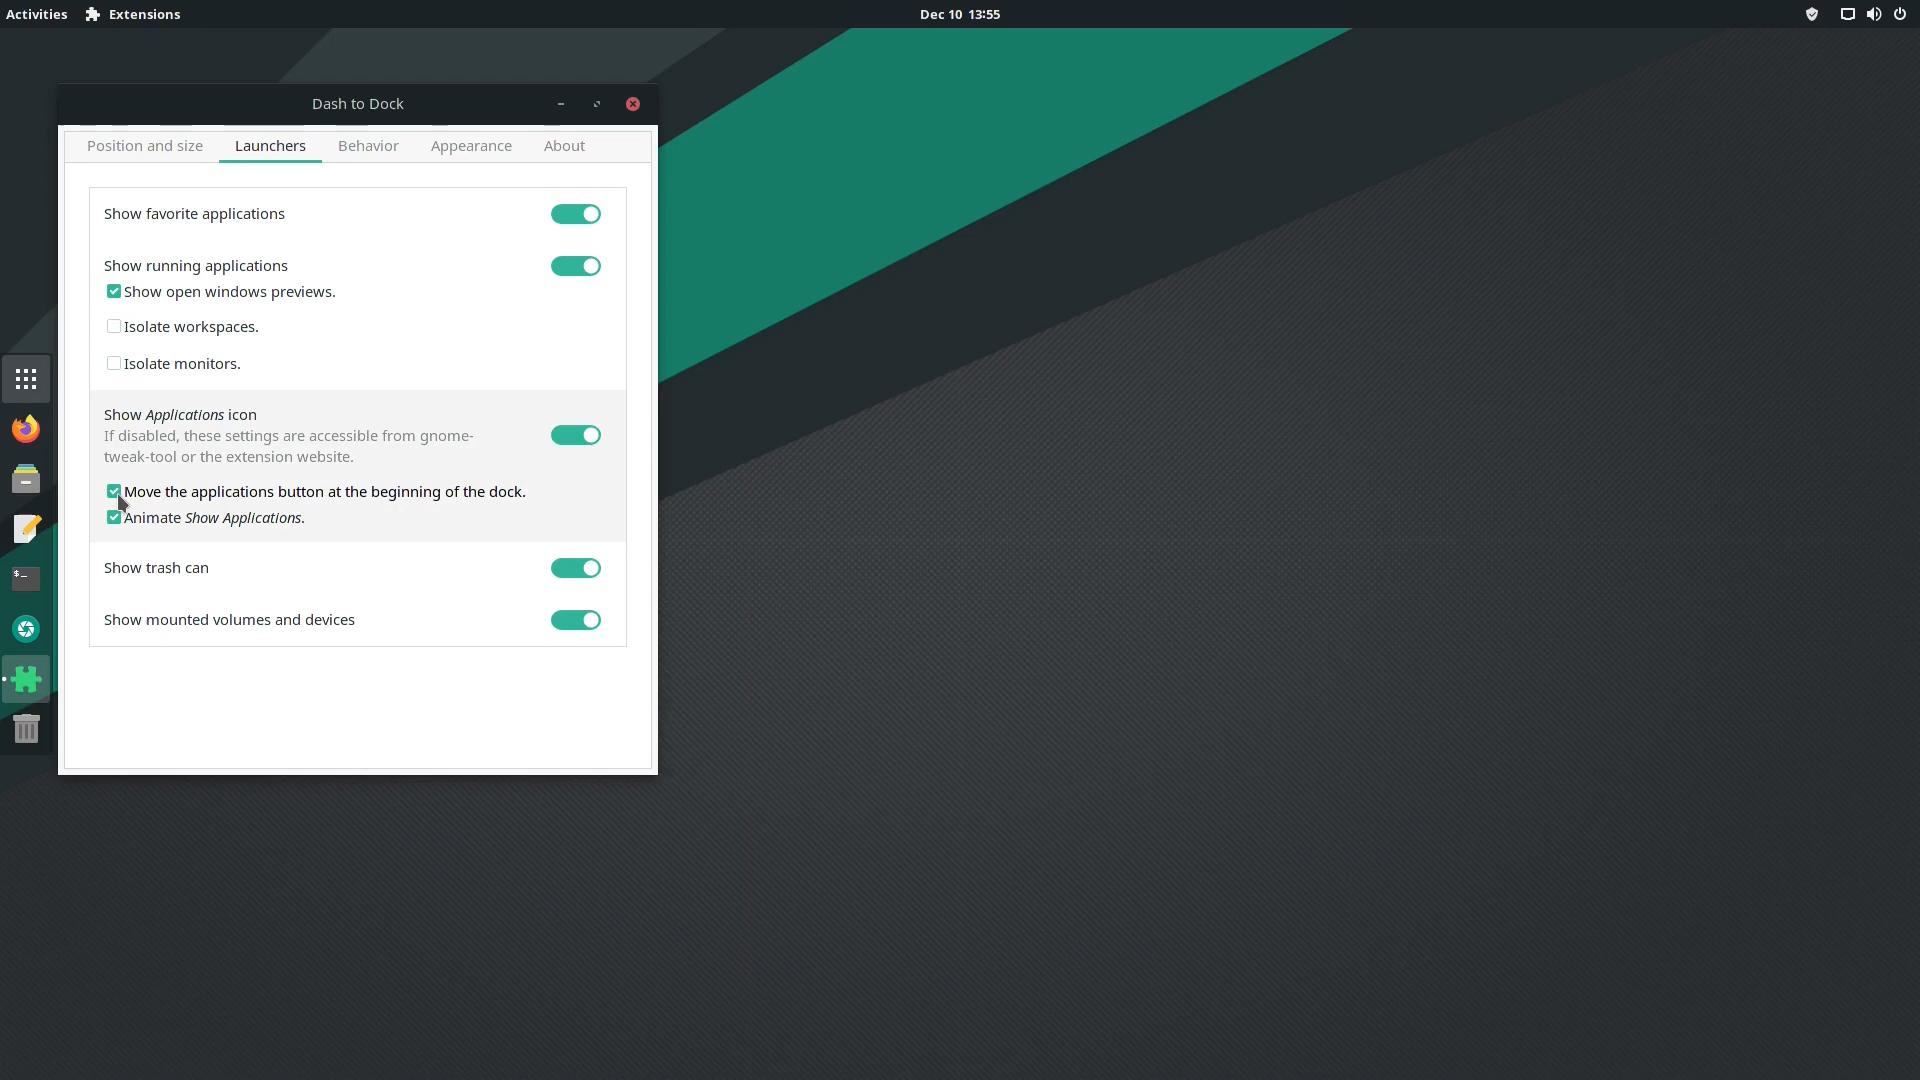 Activities
Extensions
Dec 10 13:55
Dash to Dock
Position and size
Launchers
Behavior
Appearance
About
Show favorite applications
Show running applications
Show open windows previews.
Isolate workspaces.
Isolate monitors.
Show Applications icon
If disabled, these settings are accessible from gnome-
tweak-tool or the extension website.
Move the applications button at the beginning of the dock.
Animate Show Applications.
$_
Show trash can
Show mounted volumes and devices